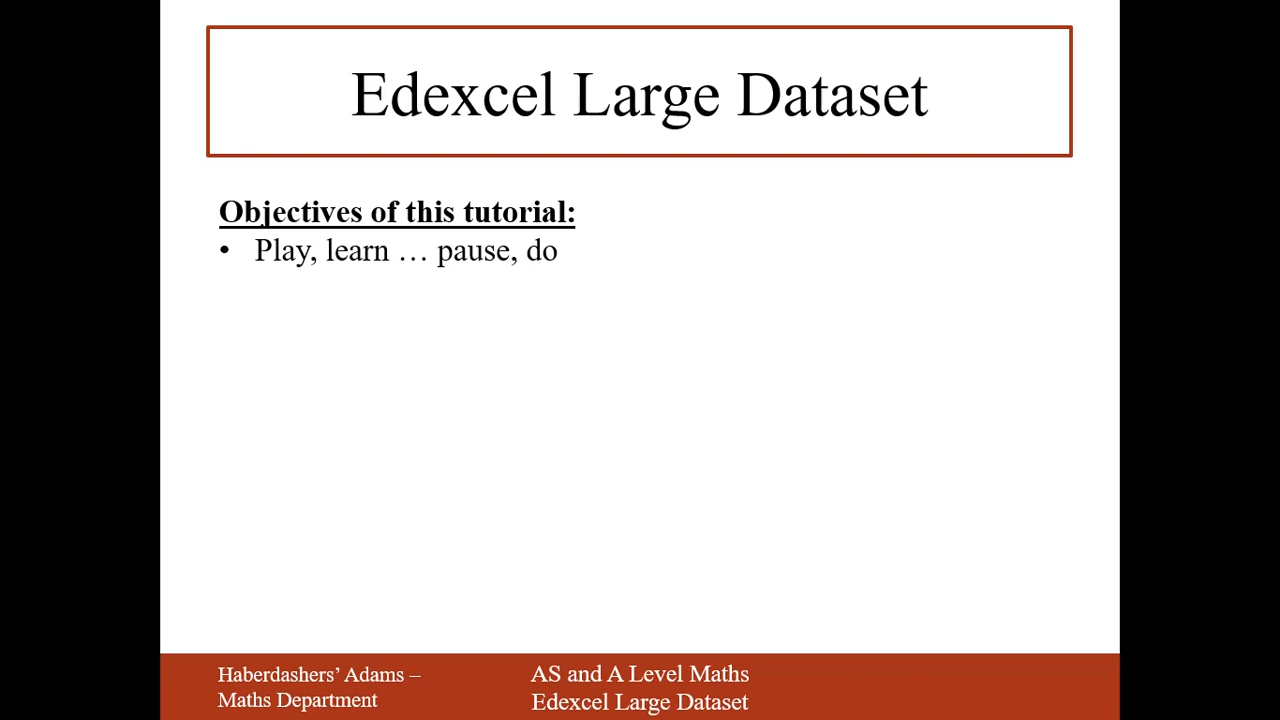 Edexcel Large Dataset
Objectives of this tutorial:
• Play, learn … pause, do
Haberdashers’ Adams –
Maths Department
AS and A Level Maths
Edexcel Large Dataset